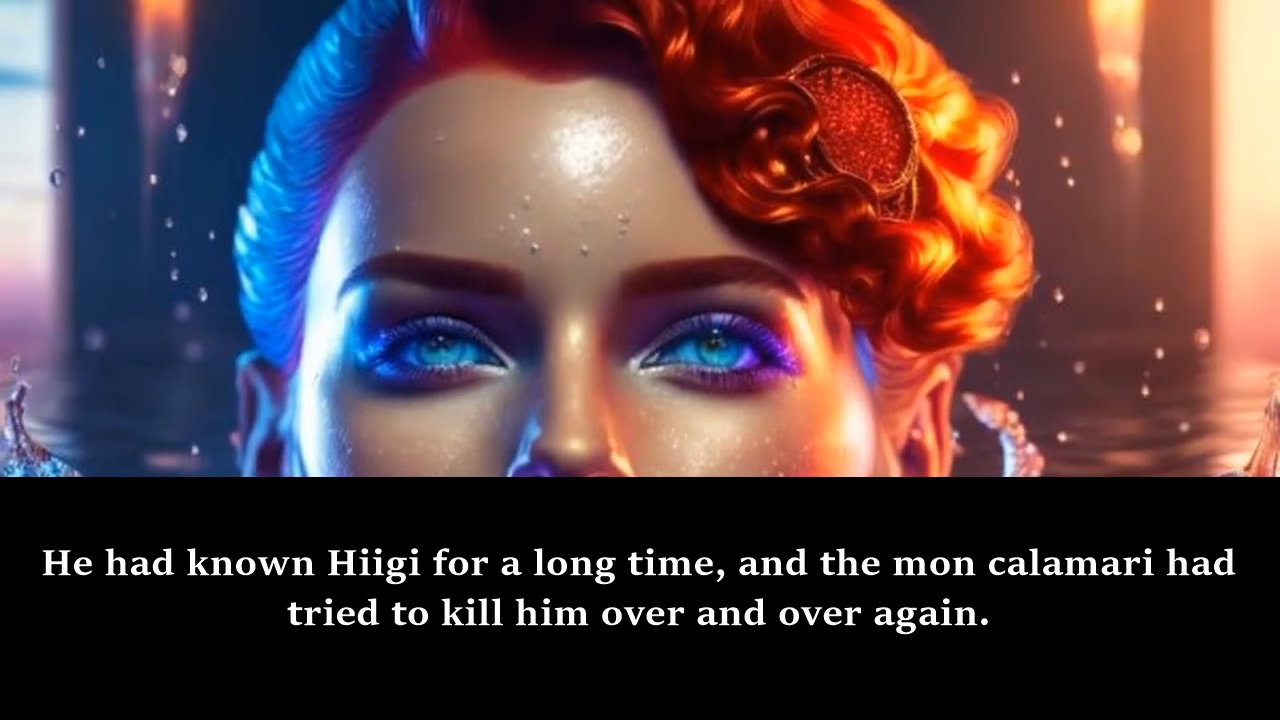 He had known Hiigi for a long time, and the mon calamari had
tried to kill him over and over again.